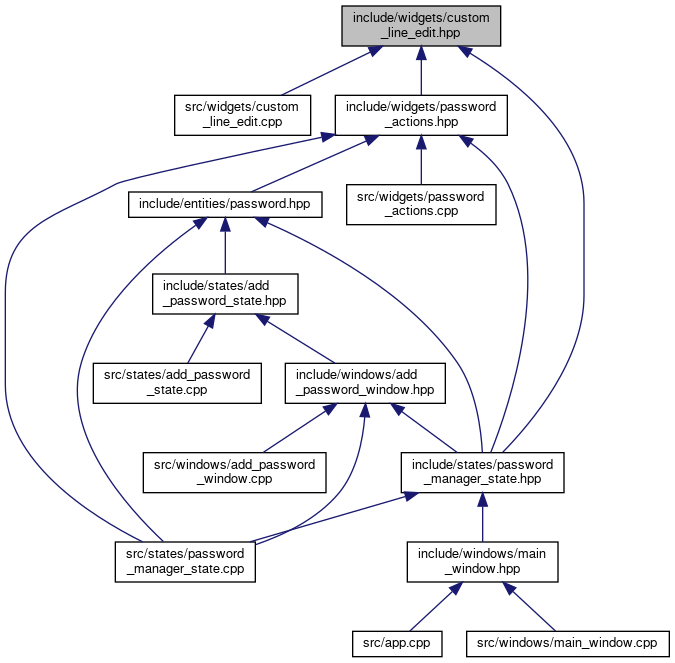 include/widgets/custom
_line_edit.hpp
src/widgets/custom
_line_edit.cpp
include/widgets/password
_actions.hpp
include/entities/password.hpp
src/widgets/password
_actions.cpp
include/states/add
_password_state.hpp
src/states/add_password
_state.cpp
include/windows/add
_password_window.hpp
src/windows/add_password
_window.cpp
include/states/password
_manager_state.hpp
src/states/password
_manager_state.cpp
include/windows/main
_window.hpp
src/app.cpp
src/windows/main_window.cpp